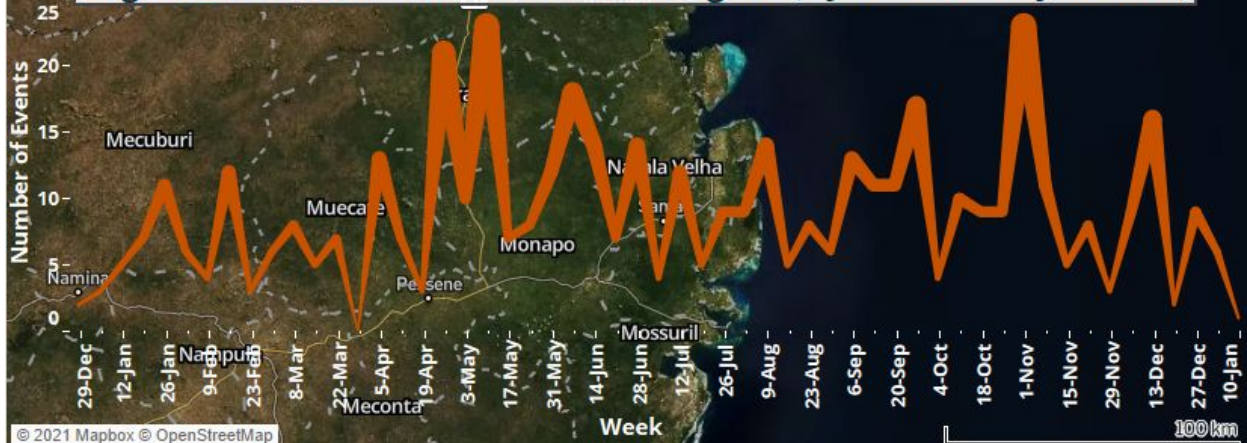 Number of Events
25
20
15
10
5
0
Mecuburi
Muecate
Nacala Velha
Monapo
Namina
Mossuril
Nampula
Meconta
29-Dec
12-Jan
26-Jan
9-Feb
23-Feb
8-Mar
22-Mar
5-Apr
19-Apr
3-May
17-May
31-May
14-Jun
28-Jun
12-Jul
26-Jul
9-Aug
23-Aug
6-Sep
20-Sep
4-Oct
18-Oct
1-Nov
15-Nov
29-Nov
13-Dec
27-Dec
10-Jan
Week
© 2021 Mapbox © OpenStreetMap
100 km